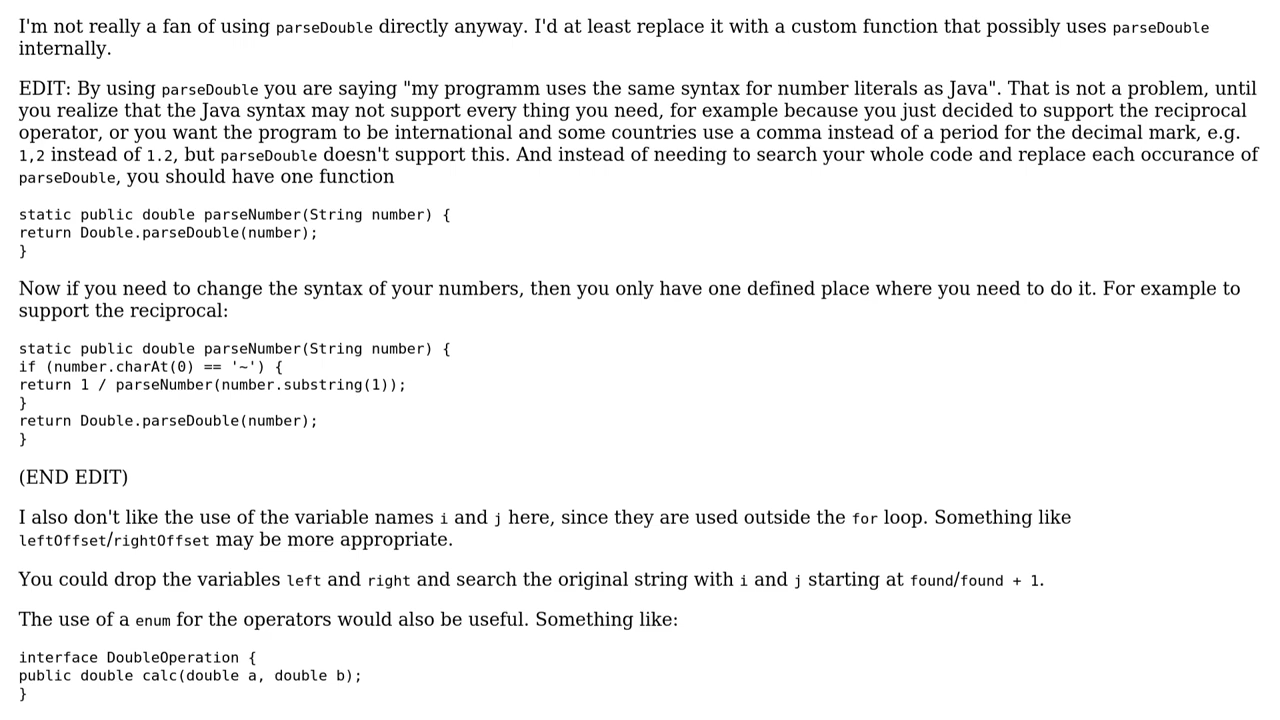 I'm not really a fan of using parseDouble directly anyway. I'd at least replace it with a custom function that possibly uses parseDouble
internally.
EDIT: By using parseDouble you are saying "my programm uses the same syntax for number literals as Java". That is not a problem, until
you realize that the Java syntax may not support every thing you need, for example because you just decided to support the reciprocal
operator, or you want the program to be international and some countries use a comma instead of a period for the decimal mark, e.g.
1,2 instead of 1.2, but parseDouble doesn't support this. And instead of needing to search your whole code and replace each occurance of
parseDouble, you should have one function
static public double parseNumber(String number) {
return Double.parseDouble(number);
}
Now if you need to change the syntax of your numbers, then you only have one defined place where you need to do it. For example to
support the reciprocal:
static public double parseNumber(String number) {
if (number.charAt(0) == '~') {
return 1 / parseNumber(number.substring(1));
}
return Double.parseDouble(number);
}
(END EDIT)
I also don't like the use of the variable names i and j here, since they are used outside the for loop. Something like
leftOffset/rightOffset may be more appropriate.
You could drop the variables left and right and search the original string with i and j starting at found/found + 1.
The use of a enum for the operators would also be useful. Something like:
interface DoubleOperation {
public double calc(double a, double b);
}